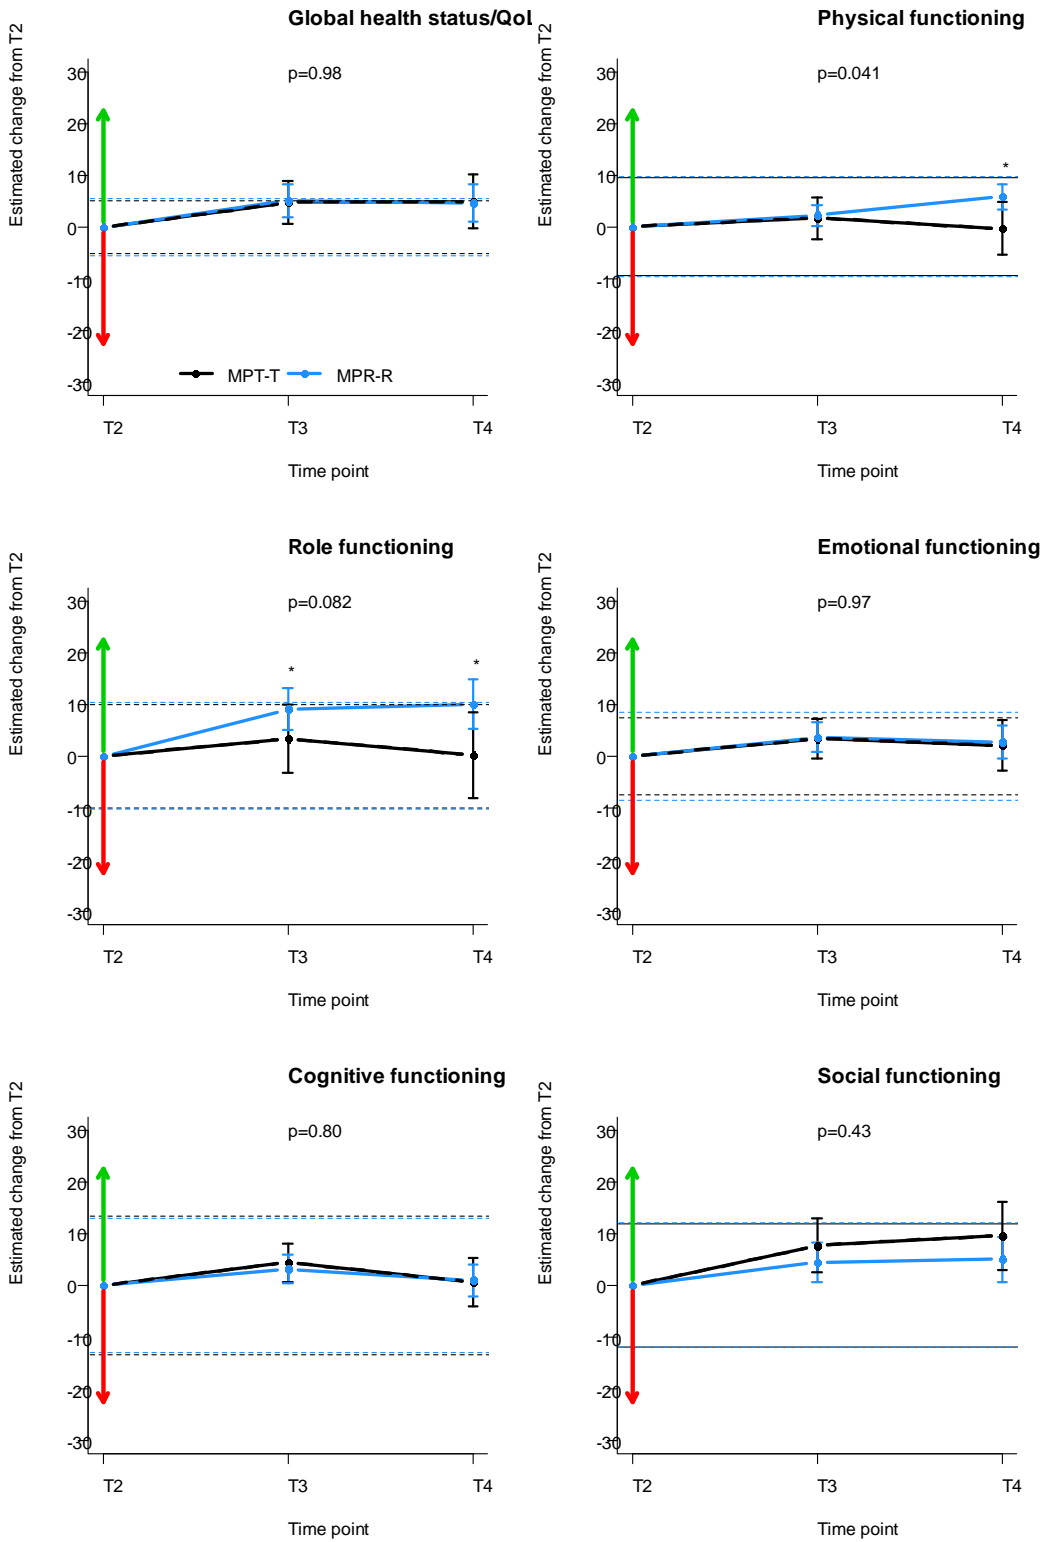 Global health status/QoL
Estimated change from T2
p=0.98
30
20
10
0
-10
-20
-30
MPT-T
MPR-R
T2
T3
T4
Time point
Physical functioning
Estimated change from T2
p=0.041
30
20
10
0
-10
-20
-30
*
T2
T3
T4
Time point
Role functioning
Estimated change from T2
p=0.082
30
20
10
0
-10
-20
-30
*
*
T2
T3
T4
Time point
Emotional functioning
Estimated change from T2
p=0.97
30
20
10
0
-10
-20
-30
T2
T3
T4
Time point
Cognitive functioning
Estimated change from T2
p=0.80
30
20
10
0
-10
-20
-30
T2
T3
T4
Time point
Social functioning
Estimated change from T2
p=0.43
30
20
10
0
-10
-20
-30
T2
T3
T4
Time point